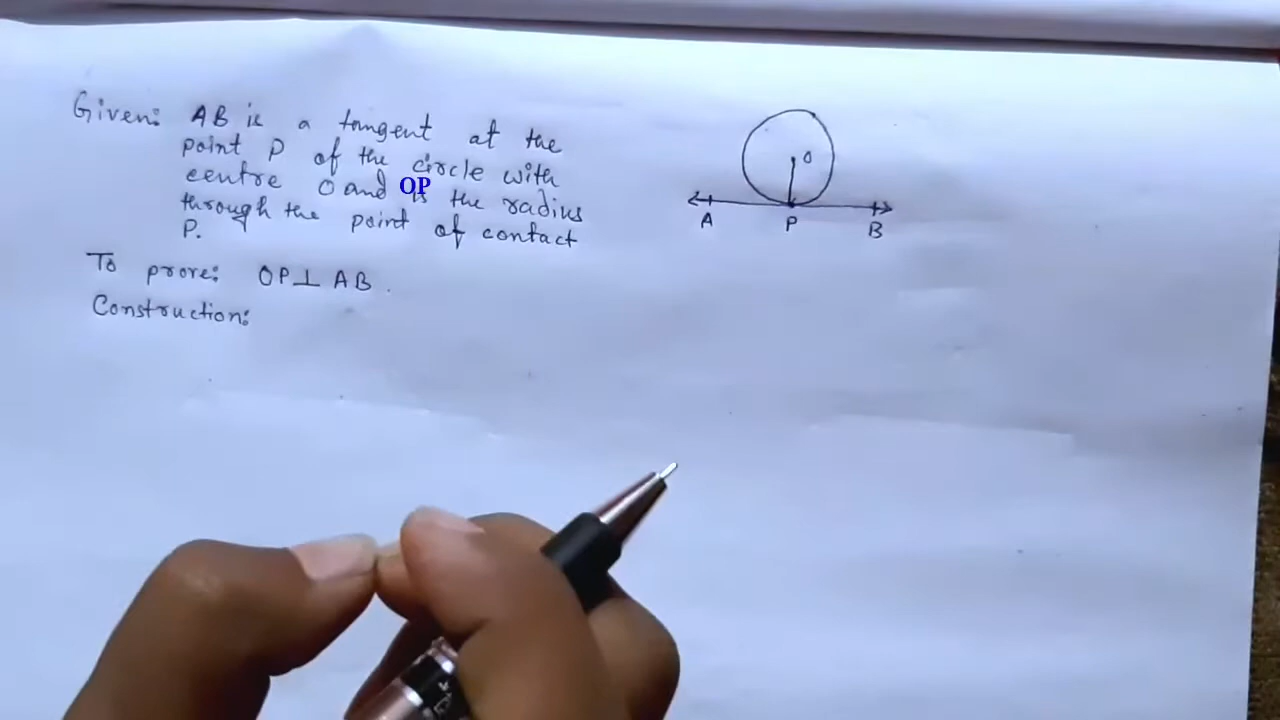 Given: AB is a tangent at the
point P of the circle with
centre O and OP is the radius
through the point of contact
P.
To prove: OP⊥ AB.
Construction:
O
A P B